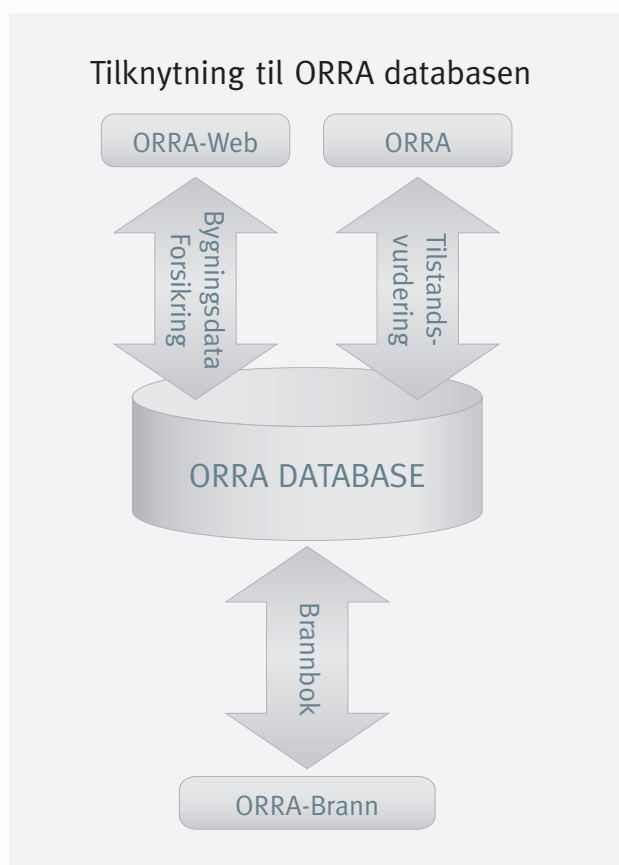 Tilknytning til ORRA databasen
ORRA-Web
ORRA
Bygningsdata
Forsikring
Tilstands-
vurdering
ORRA DATABASE
Brannbok
ORRA-Brann